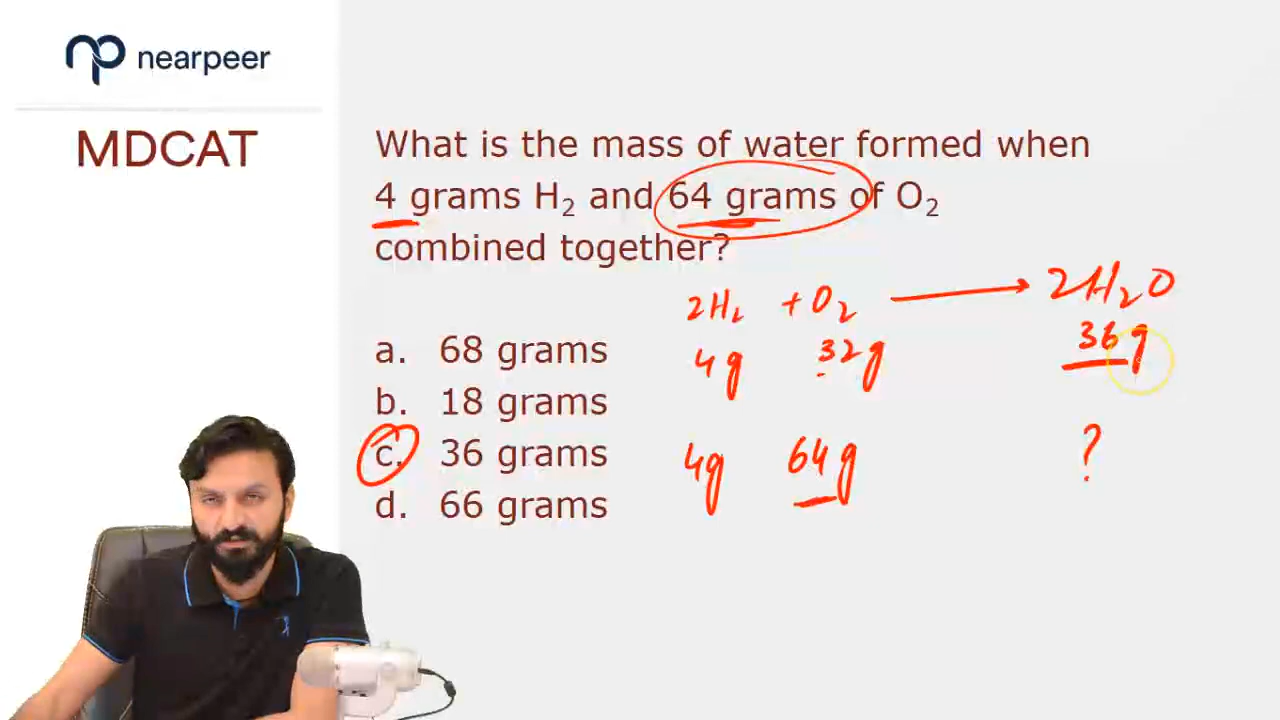 nearpeer
MDCAT
What is the mass of water formed when
4 grams H₂ and 64 grams of O₂
combined together?
2H₂ + O₂ → 2H₂O
4g 32g 36g
a. 68 grams
b. 18 grams
c. 36 grams
d. 66 grams
4g 64g ?